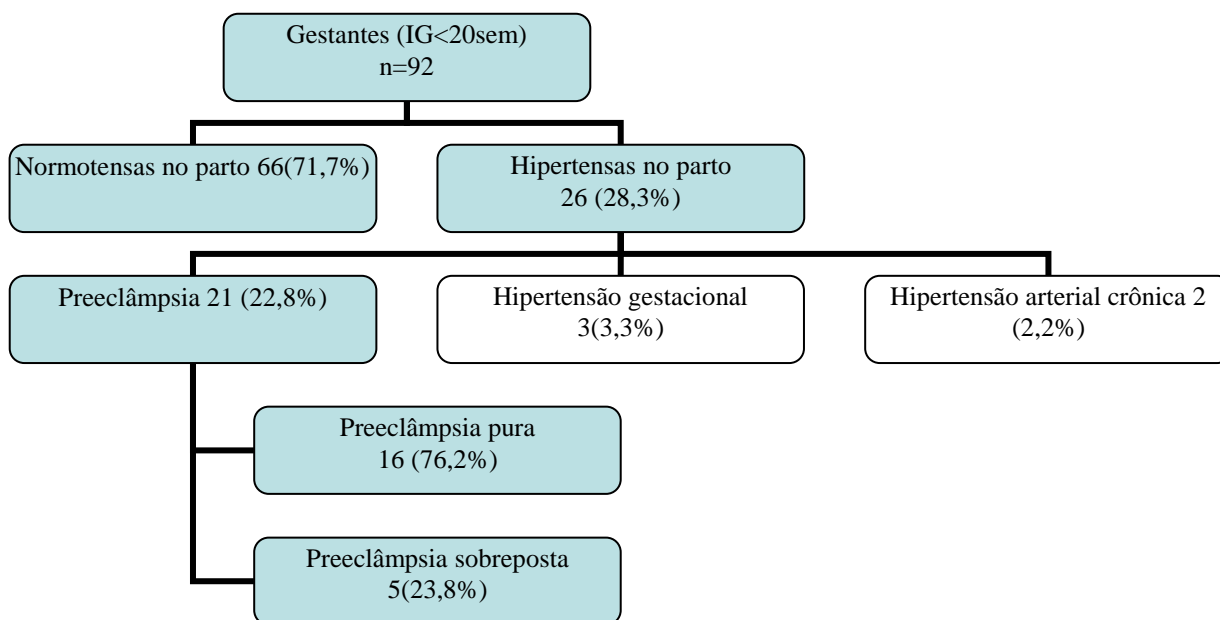 Gestantes (IG<20sem)
n=92
Normotensas no parto 66(71,7%)
Hipertensas no parto
26 (28,3%)
Preeclâmpsia 21 (22,8%)
Hipertensão gestacional
3(3,3%)
Hipertensão arterial crônica 2
(2,2%)
Preeclâmpsia pura
16 (76,2%)
Preeclâmpsia sobreposta
5(23,8%)